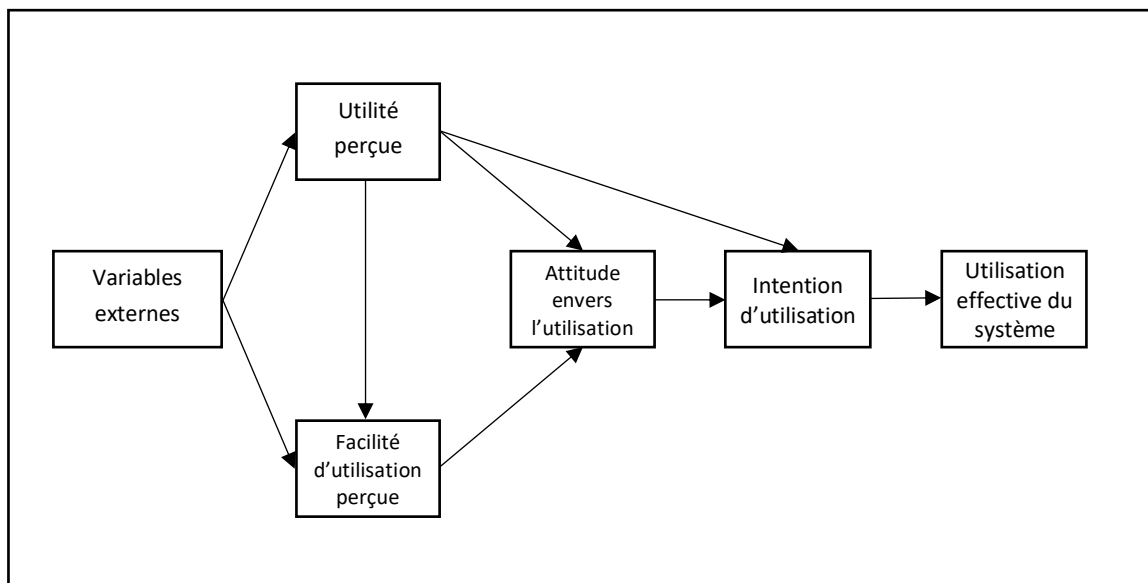 Utilité
perçue
Variables
externes
Attitude
envers
l’utilisation
Intention
d’utilisation
Utilisation
effective du
système
Facilité
d’utilisation
perçue